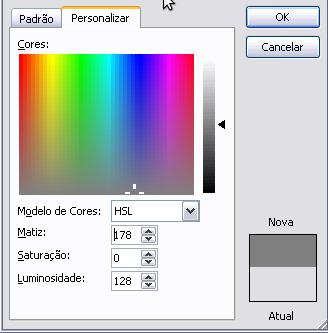 Padrão
Personalizar
OK
Cancelar
Cores:
Modelo de Cores: HSL
Matiz: 178
Saturação: 0
Luminosidade: 128
Nova
Atual